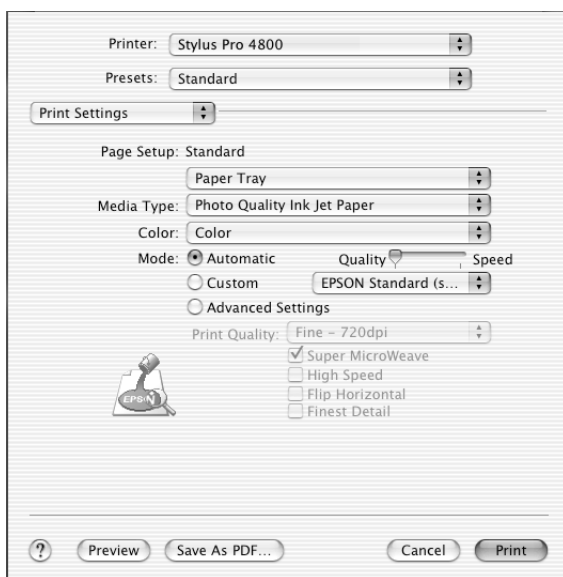 Printer: Stylus Pro 4800
Presets: Standard
Print Settings
Page Setup: Standard
Paper Tray
Media Type: Photo Quality Ink Jet Paper
Color: Color
Mode: Automatic Quality Speed
Custom EPSON Standard (s...
Advanced Settings
Print Quality: Fine – 720dpi
Super MicroWeave
High Speed
Flip Horizontal
Finest Detail
EPSON
? Preview Save As PDF... Cancel Print